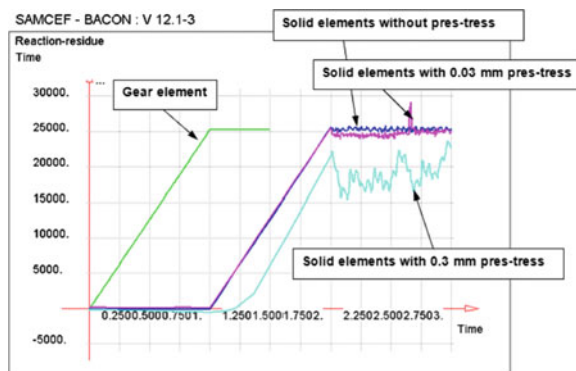 SAMCEF - BACON : V 12.1-3
Solid elements without pres-tress
Reaction-residue
Time
Solid elements with 0.03 mm pres-tress
Gear element
30000.
25000.
20000.
15000.
10000.
5000.
-5000.
Solid elements with 0.3 mm pres-tress
0.2500.5000.7501. 1.2501.5001.7502. 2.2502.5002.7503.
Time